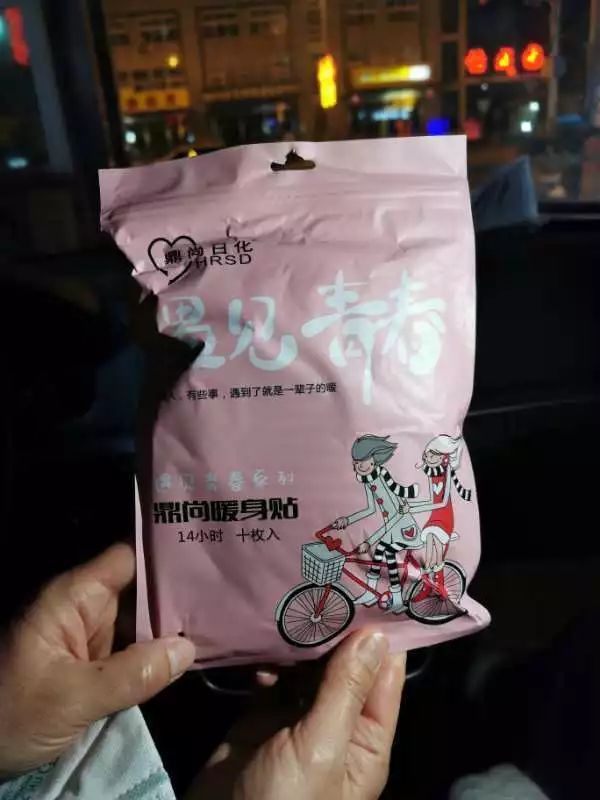 鼎尚日化
HRSD
遇见青春
人，有些事，遇到了就是一辈子的暖
遇见青春系列
鼎尚暖身贴
14小时 十枚入